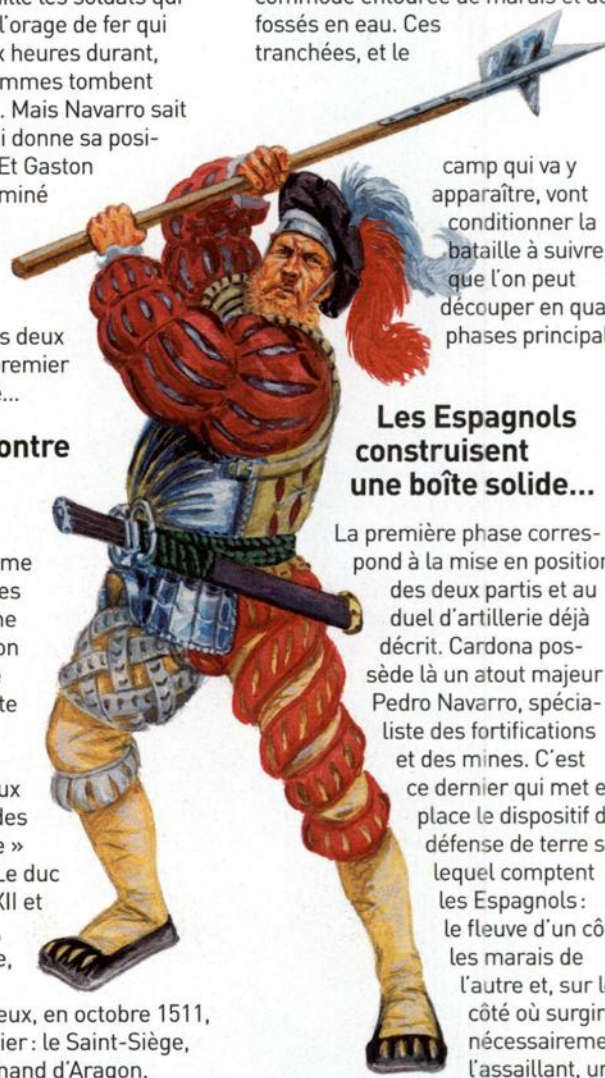 l'orage de fer qui
x heures durant,
mmes tombent
. Mais Navarro sait
i donne sa posi-
Et Gaston
miné
s deux
remier
...
ontre
me
es
ne
on
te
ux
des
e »
Le duc
XII et
e,
eux, en octobre 1511,
ier : le Saint-Siège,
nand d'Aragon,
fossés en eau. Ces
tranchées, et le
camp qui va y
apparaître, vont
conditionner la
bataille à suivre,
que l'on peut
découper en qua
phases principal
Les Espagnols
construisent
une boîte solide...
La première phase corres-
pond à la mise en position
des deux partis et au
duel d'artillerie déjà
décrit. Cardona pos-
sède là un atout majeur
Pedro Navarro, spécia-
liste des fortifications
et des mines. C'est
ce dernier qui met e
place le dispositif d
défense de terre s
lequel comptent
les Espagnols :
le fleuve d'un cô
les marais de
l'autre et, sur l
côté où surgir
nécessaireme
l'assaillant, un